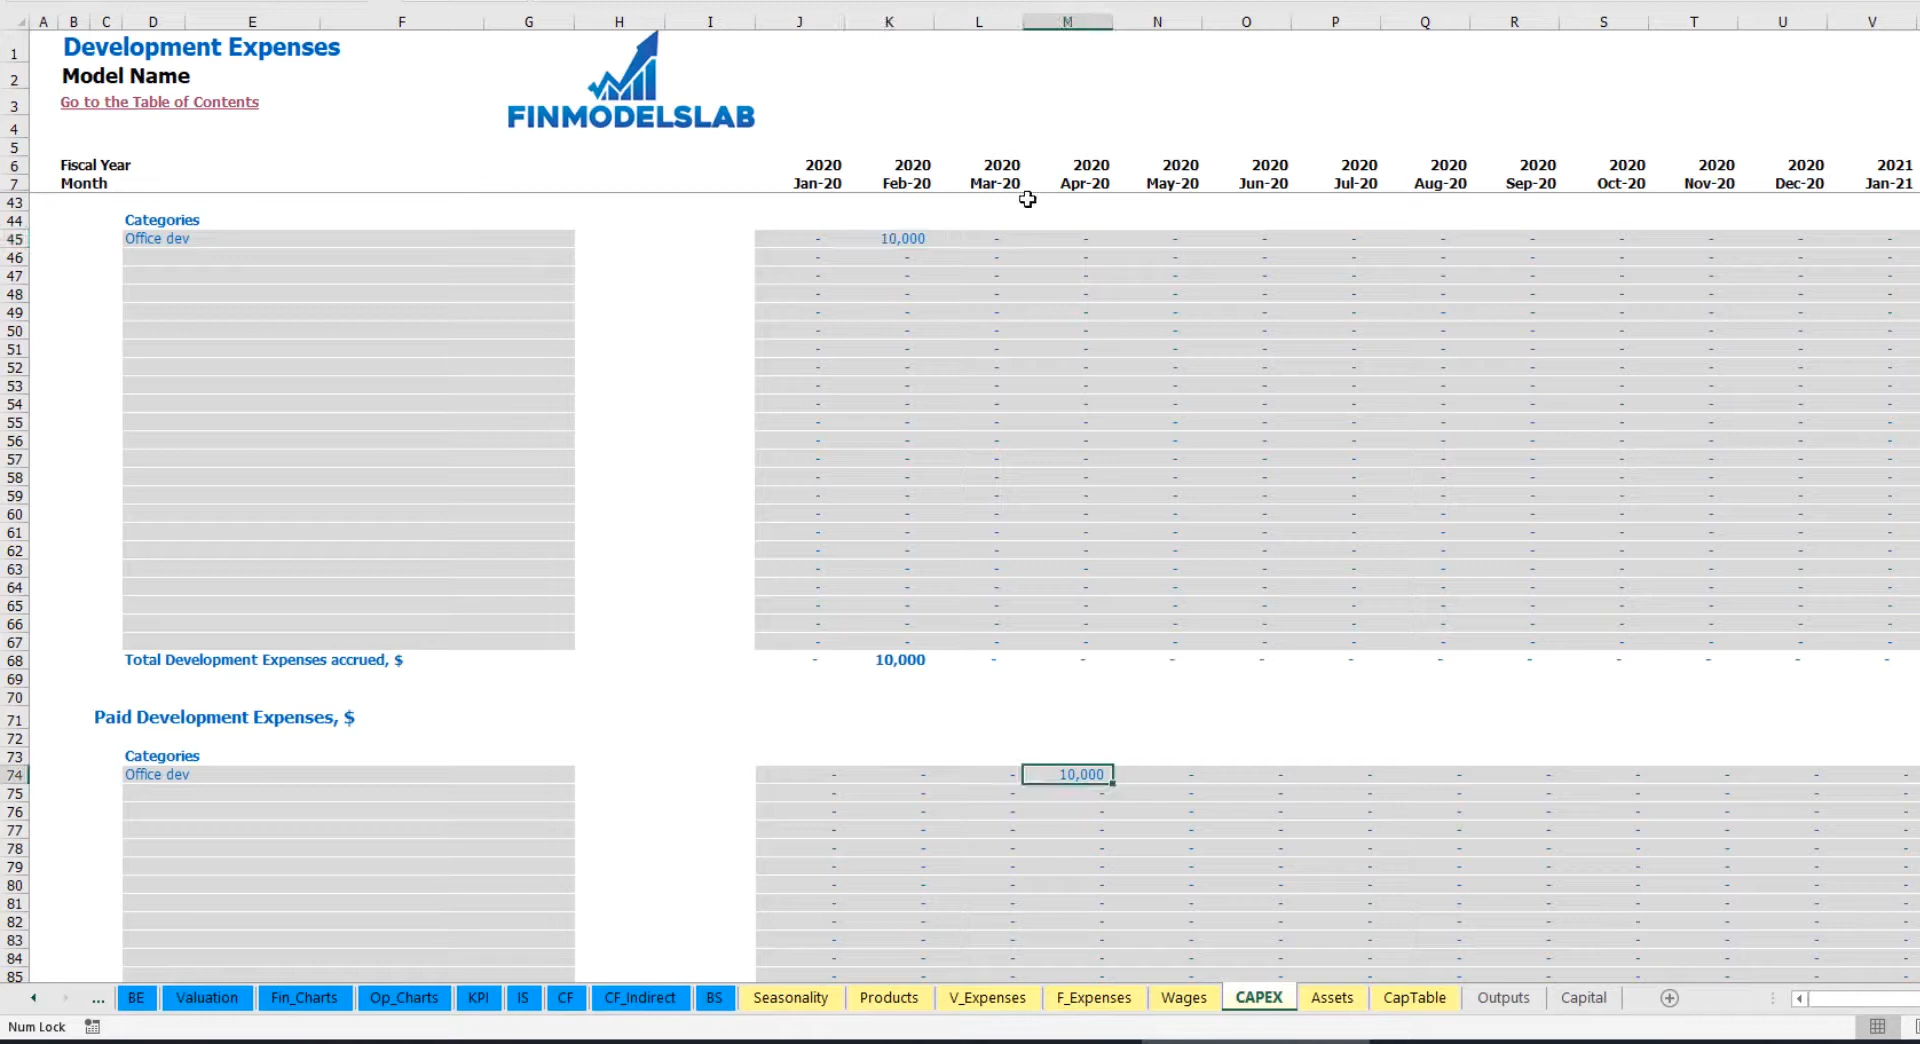 A B C D E F G H I J K L M N O P Q R S T U V
1 Development Expenses
2 Model Name
3 Go to the Table of Contents
FINMODELSLAB
4
5
6 Fiscal Year 2020 2020 2020 2020 2020 2020 2020 2020 2020 2020 2020 2020 2021
7 Month Jan-20 Feb-20 Mar-20 Apr-20 May-20 Jun-20 Jul-20 Aug-20 Sep-20 Oct-20 Nov-20 Dec-20 Jan-21
43
44 Categories
45 Office dev - 10,000 - - - - - - - - - - -
46 - - - - - - - - - - - - -
47 - - - - - - - - - - - - -
48 - - - - - - - - - - - - -
49 - - - - - - - - - - - - -
50 - - - - - - - - - - - - -
51 - - - - - - - - - - - - -
52 - - - - - - - - - - - - -
53 - - - - - - - - - - - - -
54 - - - - - - - - - - - - -
55 - - - - - - - - - - - - -
56 - - - - - - - - - - - - -
57 - - - - - - - - - - - - -
58 - - - - - - - - - - - - -
59 - - - - - - - - - - - - -
60 - - - - - - - - - - - - -
61 - - - - - - - - - - - - -
62 - - - - - - - - - - - - -
63 - - - - - - - - - - - - -
64 - - - - - - - - - - - - -
65 - - - - - - - - - - - - -
66 - - - - - - - - - - - - -
67 - - - - - - - - - - - - -
68 Total Development Expenses accrued, $ - 10,000 - - - - - - - - - - -
69
70
71 Paid Development Expenses, $
72
73 Categories
74 Office dev - - - 10,000 - - - - - - - - -
75 - - - - - - - - - - - - -
76 - - - - - - - - - - - - -
77 - - - - - - - - - - - - -
78 - - - - - - - - - - - - -
79 - - - - - - - - - - - - -
80 - - - - - - - - - - - - -
81 - - - - - - - - - - - - -
82 - - - - - - - - - - - - -
83 - - - - - - - - - - - - -
84 - - - - - - - - - - - - -
85 - - - - - - - - - - - - -
... BE Valuation Fin_Charts Op_Charts KPI IS CF CF_Indirect BS Seasonality Products V_Expenses F_Expenses Wages CAPEX Assets CapTable Outputs Capital
Num Lock